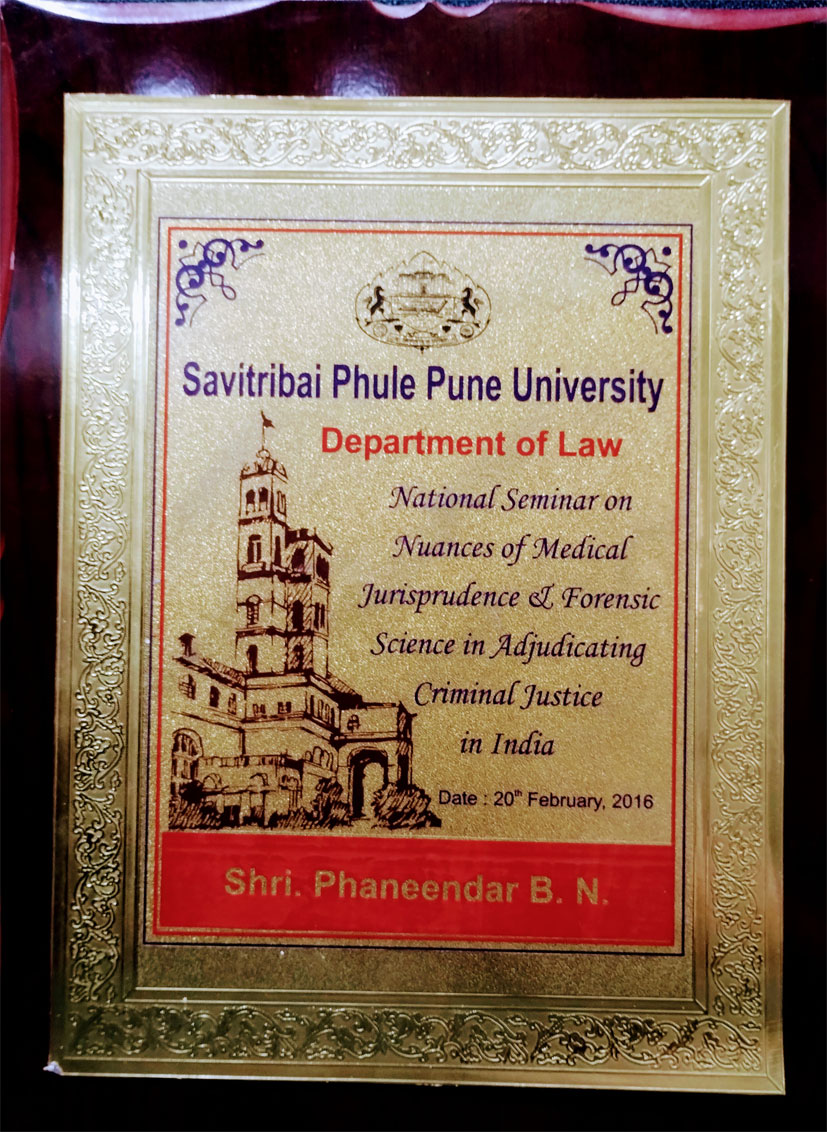 Savitribai Phule Pune University
Department of Law
National Seminar on
Nuances of Medical
Jurisprudence & Forensic
Science in Adjudicating
Criminal Justice
in India
Date : 20th February, 2016
Shri. Phaneendar B. N.